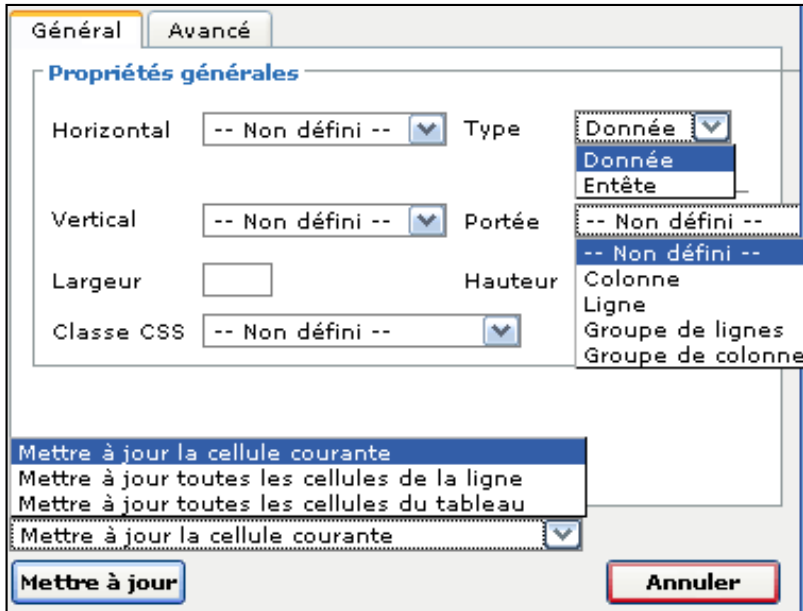 Général Avancé
Propriétés générales
Horizontal -- Non défini -- Type Donnée
Donnée
Entête
Vertical -- Non défini -- Portée -- Non défini --
-- Non défini --
Largeur Hauteur Colonne
Ligne
Classe CSS -- Non défini -- Groupe de lignes
Groupe de colonne
Mettre à jour la cellule courante
Mettre à jour toutes les cellules de la ligne
Mettre à jour toutes les cellules du tableau
Mettre à jour la cellule courante
Mettre à jour Annuler